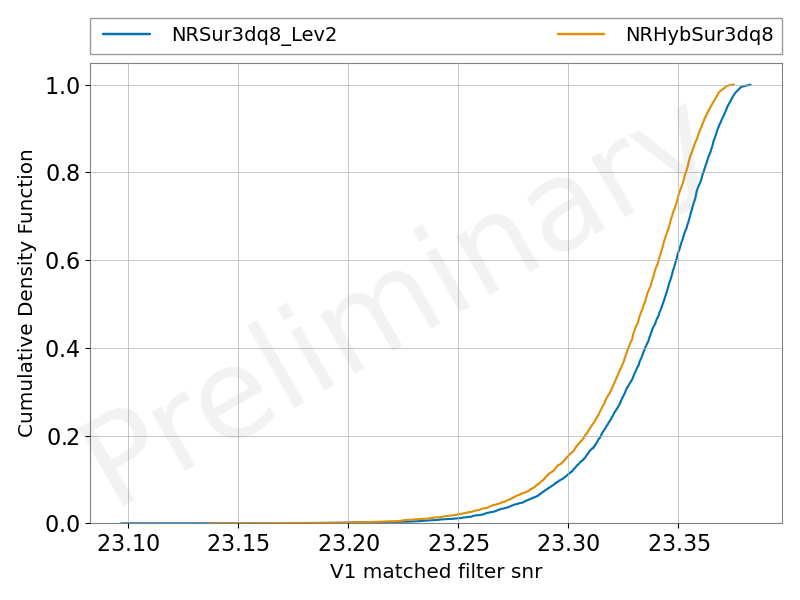 NRSur3dq8_Lev2 NRHybSur3dq8
1.0
0.8
0.6
0.4
0.2
0.0
Cumulative Density Function
Preliminary
23.10 23.15 23.20 23.25 23.30 23.35
V1 matched filter snr